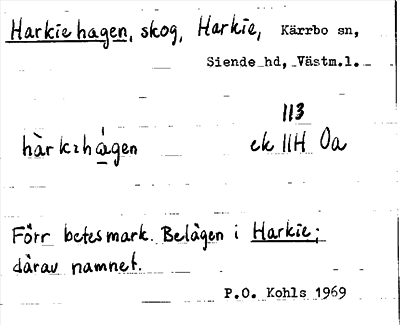 Harkiehagen, skog, Harkie, Kärrbo sn,
Siende hd, Västm.l.
113
hàrkɩhàgen ek 11H 0a
Förr betesmark. Belägen i Harkie;
därav namnet.
P.O. Kohls 1969